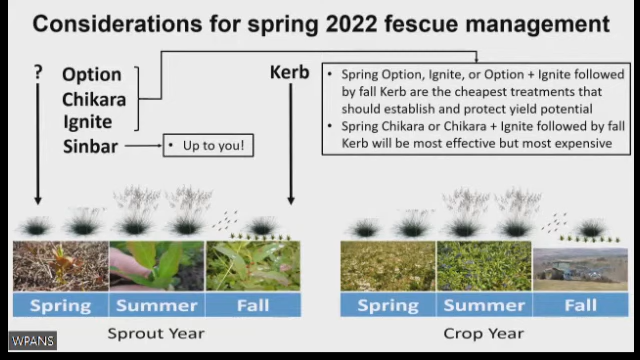 Considerations for spring 2022 fescue management
?
Option
Chikara
Ignite
Sinbar
• Up to you!
Kerb
• Spring Option, Ignite, or Option + Ignite followed
by fall Kerb are the cheapest treatments that
should establish and protect yield potential
• Spring Chikara or Chikara + Ignite followed by fall
Kerb will be most effective but most expensive
Spring Summer Fall
Sprout Year
Spring Summer Fall
Crop Year
WPANS